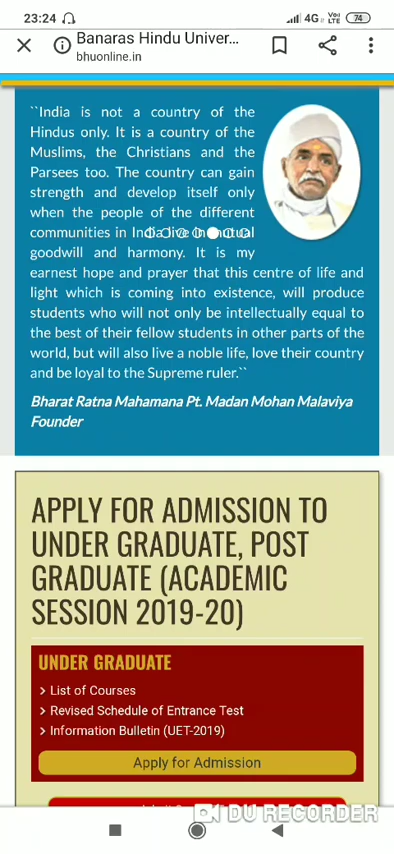 23:24
4G
Vo)
LTE
74
Banaras Hindu Univer...
bhuonline.in
``India is not a country of the
Hindus only. It is a country of the
Muslims, the Christians and the
Parsees too. The country can gain
strength and develop itself only
when the people of the different
communities in India live in mutual
goodwill and harmony. It is my
earnest hope and prayer that this centre of life and
light which is coming into existence, will produce
students who will not only be intellectually equal to
the best of their fellow students in other parts of the
world, but will also live a noble life, love their country
and be loyal to the Supreme ruler.``
Bharat Ratna Mahamana Pt. Madan Mohan Malaviya
Founder
APPLY FOR ADMISSION TO
UNDER GRADUATE, POST
GRADUATE (ACADEMIC
SESSION 2019-20)
UNDER GRADUATE
> List of Courses
> Revised Schedule of Entrance Test
> Information Bulletin (UET-2019)
Apply for Admission
DU RECORDER